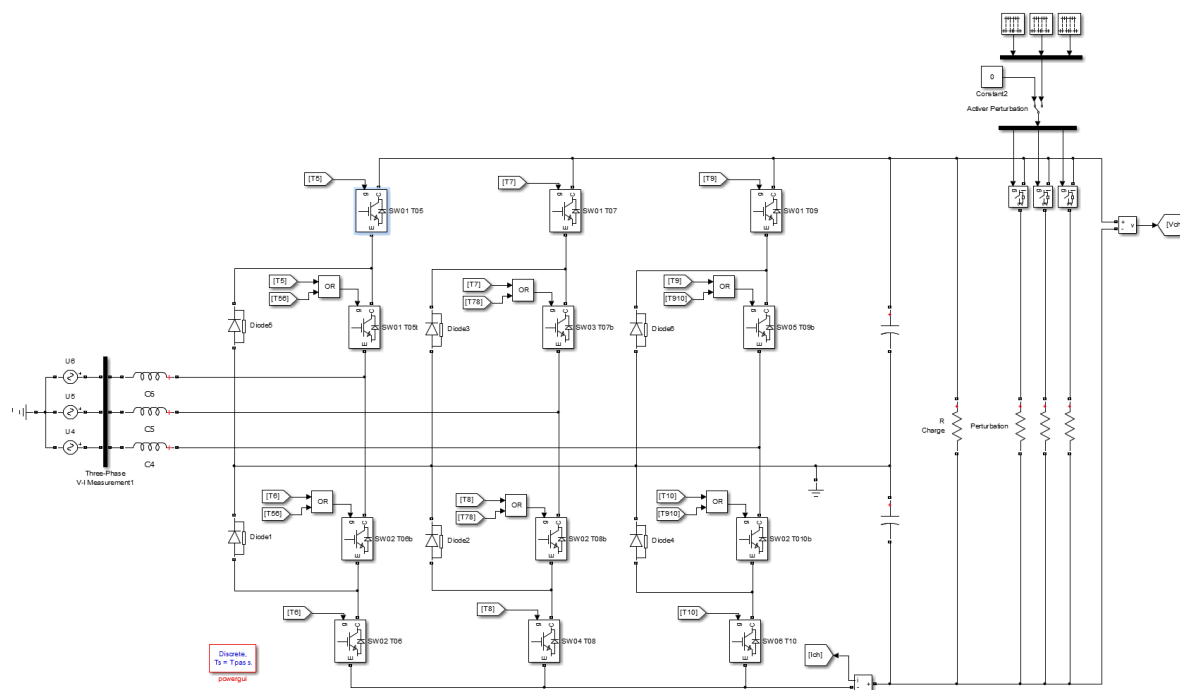 0
Constant2
Activer Perturbation
[T5]
[T7]
[T9]
g
C
E
SW01 T05
g
C
E
SW01 T07
g
C
E
SW01 T09
+
-
v
[Vch
[T5]
[T56]
OR
[T7]
[T78]
OR
[T9]
[T910]
OR
g
C
E
SW01 T05t
g
C
E
SW03 T07b
g
C
E
SW05 T09b
Diode5
Diode3
Diode6
U6
U5
U4
C6
C5
C4
Three-Phase
V-I Measurement1
R
Charge
Perturbation
[T6]
[T56]
OR
[T8]
[T78]
OR
[T10]
[T910]
OR
g
C
E
SW02 T06b
g
C
E
SW02 T08b
g
C
E
SW02 T010b
Diode1
Diode2
Diode4
[T6]
[T8]
[T10]
g
C
E
SW02 T06
g
C
E
SW04 T08
g
C
E
SW06 T10
[Ich]
i
+
-
Discrete,
Ts = Tpas s.
powergui